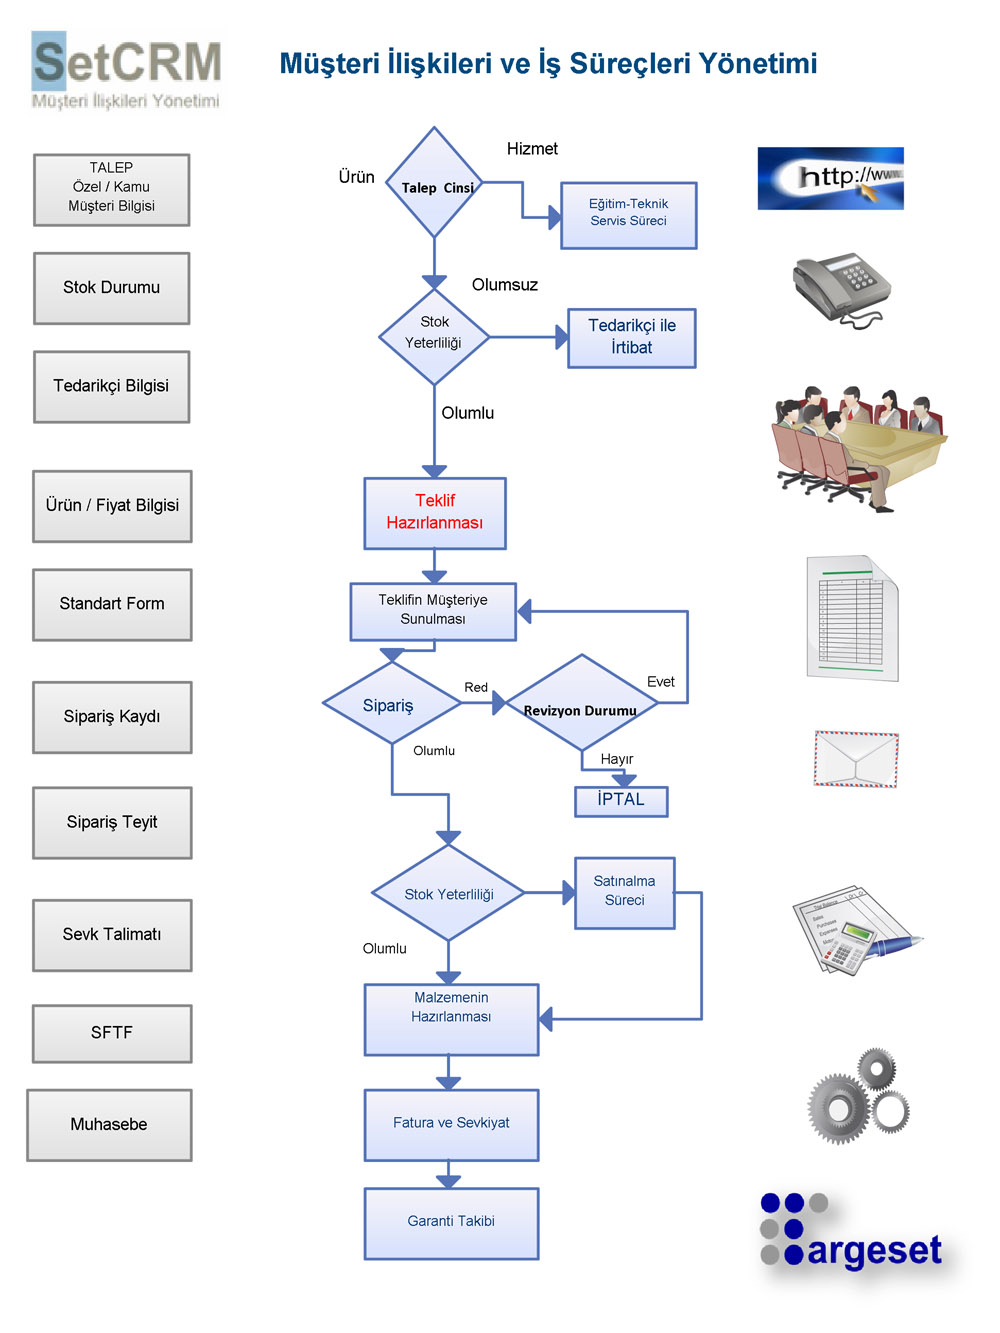 SetCRM
Müşteri İlişkileri Yönetimi
Müşteri İlişkileri ve İş Süreçleri Yönetimi
TALEP
Özel / Kamu
Müşteri Bilgisi
Stok Durumu
Tedarikçi Bilgisi
Ürün / Fiyat Bilgisi
Standart Form
Sipariş Kaydı
Sipariş Teyit
Sevk Talimatı
SFTF
Muhasebe
Ürün
Talep Cinsi
Hizmet
Eğitim-Teknik
Servis Süreci
Olumsuz
Stok
Yeterliliği
Tedarikçi ile
İrtibat
Olumlu
Teklif
Hazırlanması
Teklifin Müşteriye
Sunulması
Sipariş
Red
Revizyon Durumu
Evet
Olumlu
Hayır
İPTAL
Stok Yeterliliği
Satınalma
Süreci
Olumlu
Malzemenin
Hazırlanması
Fatura ve Sevkiyat
Garanti Takibi
http://www.
Sales
Purchases
Expenses
argeset